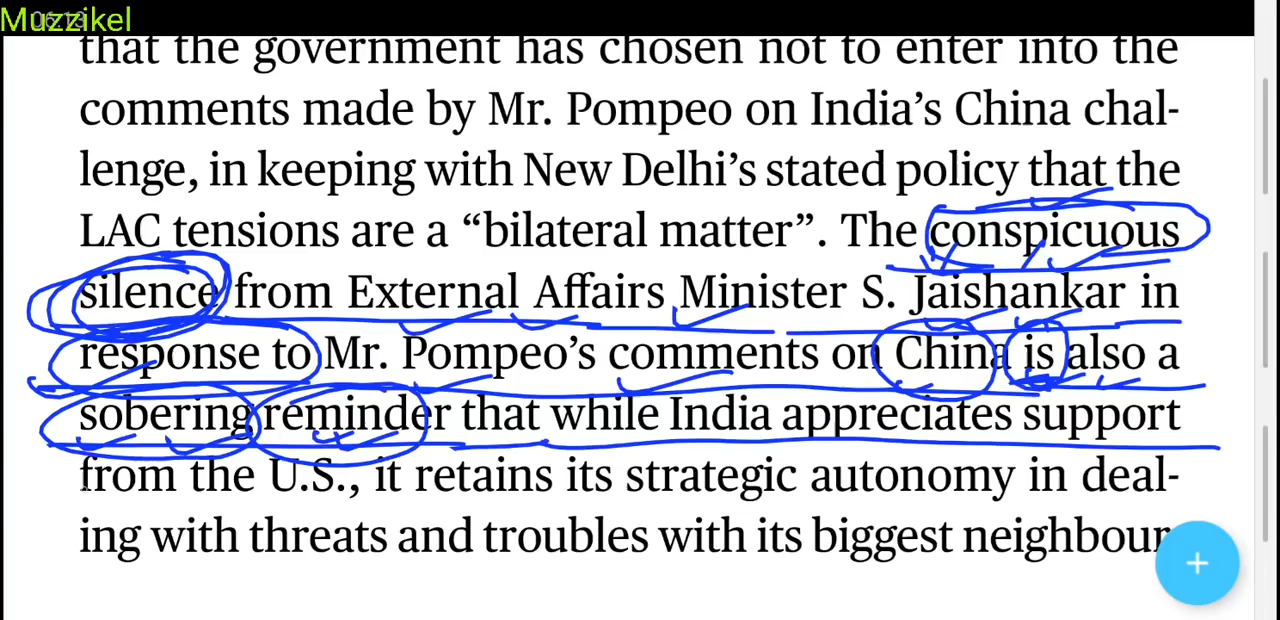 Muzzikel
06:13
that the government has chosen not to enter into the
comments made by Mr. Pompeo on India’s China chal-
lenge, in keeping with New Delhi’s stated policy that the
LAC tensions are a “bilateral matter”. The conspicuous
silence from External Affairs Minister S. Jaishankar in
response to Mr. Pompeo’s comments on China is also a
sobering reminder that while India appreciates support
from the U.S., it retains its strategic autonomy in deal-
ing with threats and troubles with its biggest neighbour
+